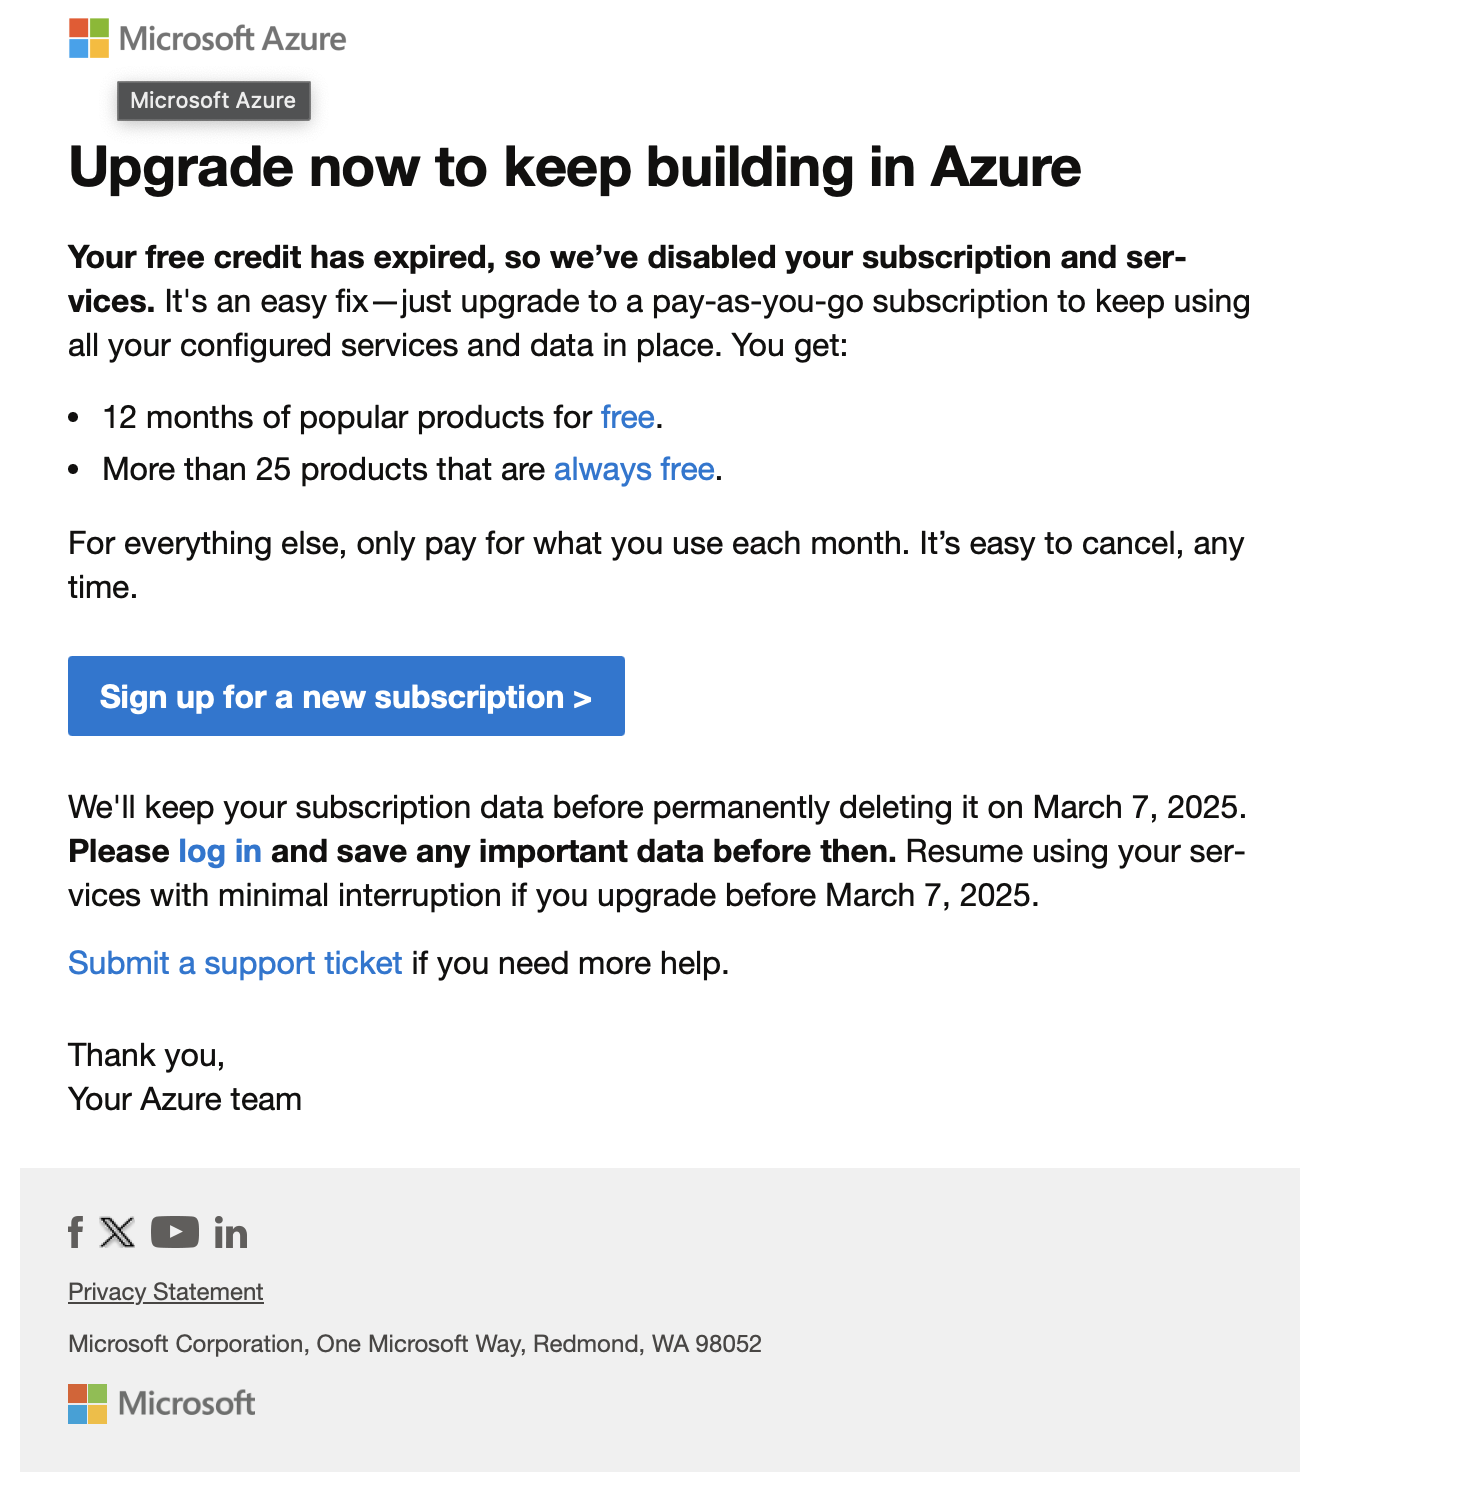 Microsoft Azure
Microsoft Azure
Upgrade now to keep building in Azure
Your free credit has expired, so we’ve disabled your subscription and ser-
vices. It's an easy fix—just upgrade to a pay-as-you-go subscription to keep using
all your configured services and data in place. You get:
• 12 months of popular products for free.
• More than 25 products that are always free.
For everything else, only pay for what you use each month. It’s easy to cancel, any
time.
Sign up for a new subscription >
We'll keep your subscription data before permanently deleting it on March 7, 2025.
Please log in and save any important data before then. Resume using your ser-
vices with minimal interruption if you upgrade before March 7, 2025.
Submit a support ticket if you need more help.
Thank you,
Your Azure team
f X in
Privacy Statement
Microsoft Corporation, One Microsoft Way, Redmond, WA 98052
Microsoft